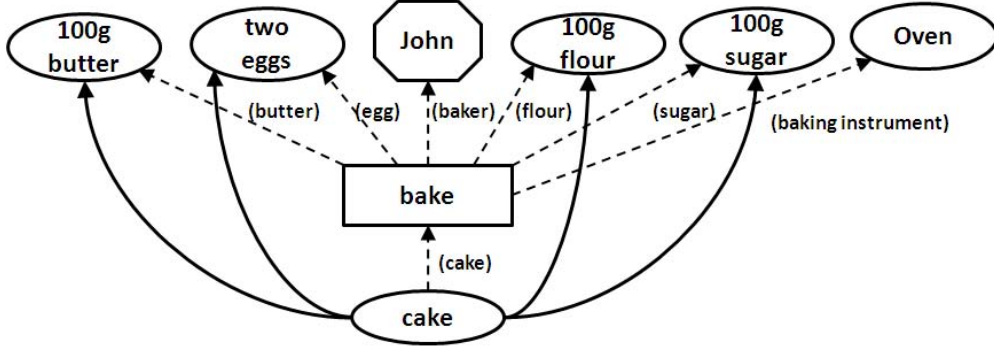 100g
butter
two
eggs
John
100g
flour
100g
sugar
Oven
(butter)
(egg)
(baker)
(flour)
(sugar)
(baking instrument)
bake
(cake)
cake